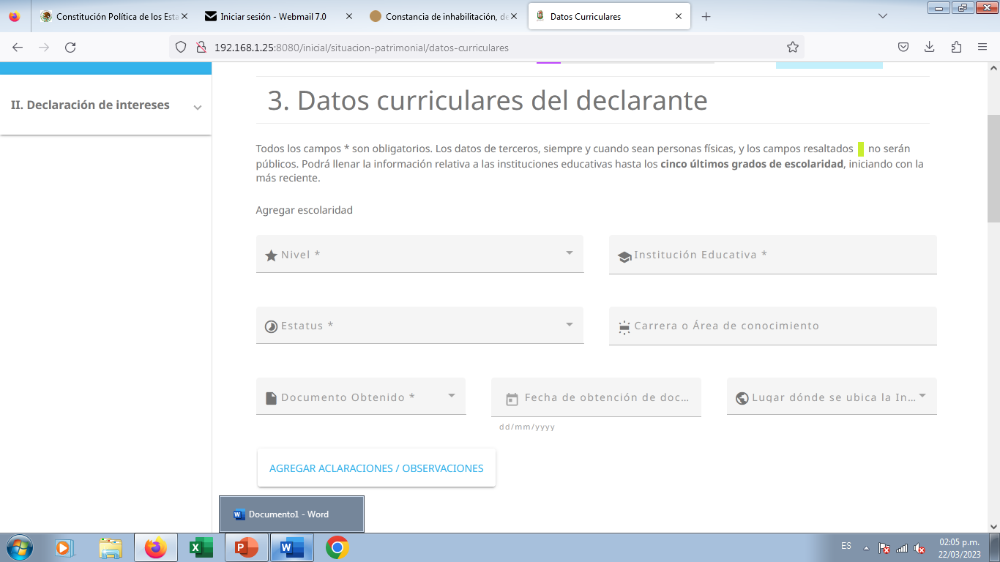 Constitución Política de los Esta
Iniciar sesión - Webmail 7.0
Constancia de inhabilitación, de
Datos Curriculares
192.168.1.25:8080/inicial/situacion-patrimonial/datos-curriculares
II. Declaración de intereses
3. Datos curriculares del declarante
Todos los campos * son obligatorios. Los datos de terceros, siempre y cuando sean personas físicas, y los campos resaltados no serán
públicos. Podrá llenar la información relativa a las instituciones educativas hasta los cinco últimos grados de escolaridad, iniciando con la
más reciente.
Agregar escolaridad
Nivel *
Institución Educativa *
Estatus *
Carrera o Área de conocimiento
Documento Obtenido *
Fecha de obtención de doc...
Lugar dónde se ubica la In...
dd/mm/yyyy
AGREGAR ACLARACIONES / OBSERVACIONES
Documento1 - Word
ES
02:05 p.m.
22/03/2023